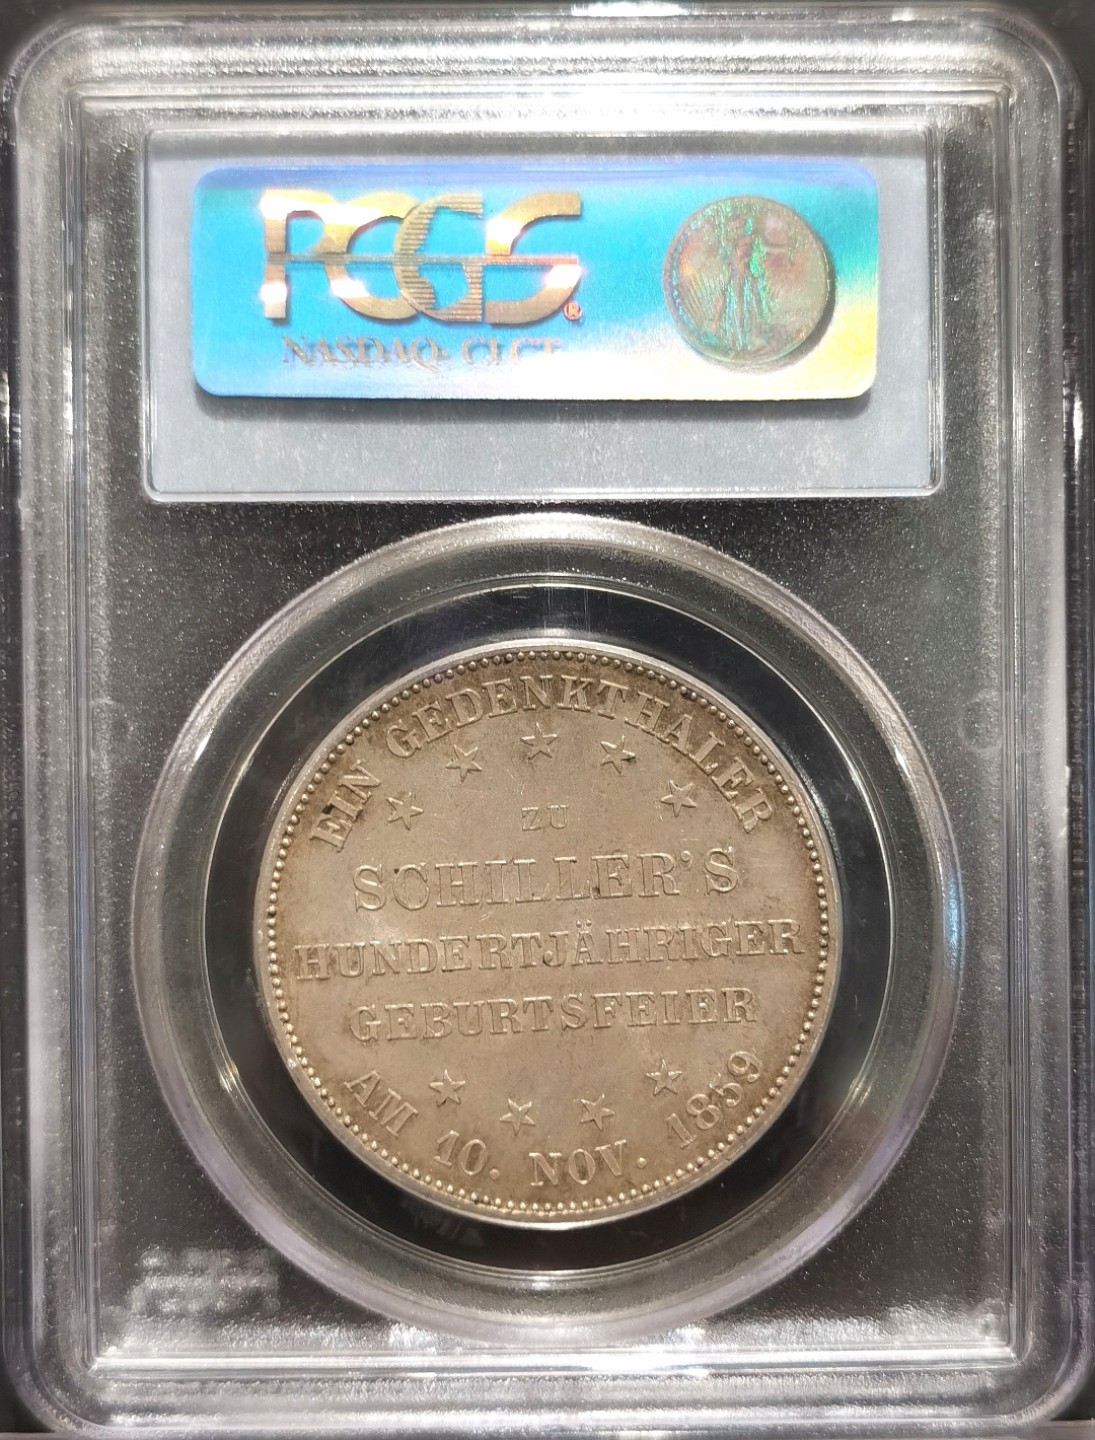 PCGS®
NASDAQ: CLCT
EIN GEDENKTHALER
ZU
SCHILLER'S
HUNDERTJÄHRIGER
GEBURTSFEIER
AM 10. NOV. 1859